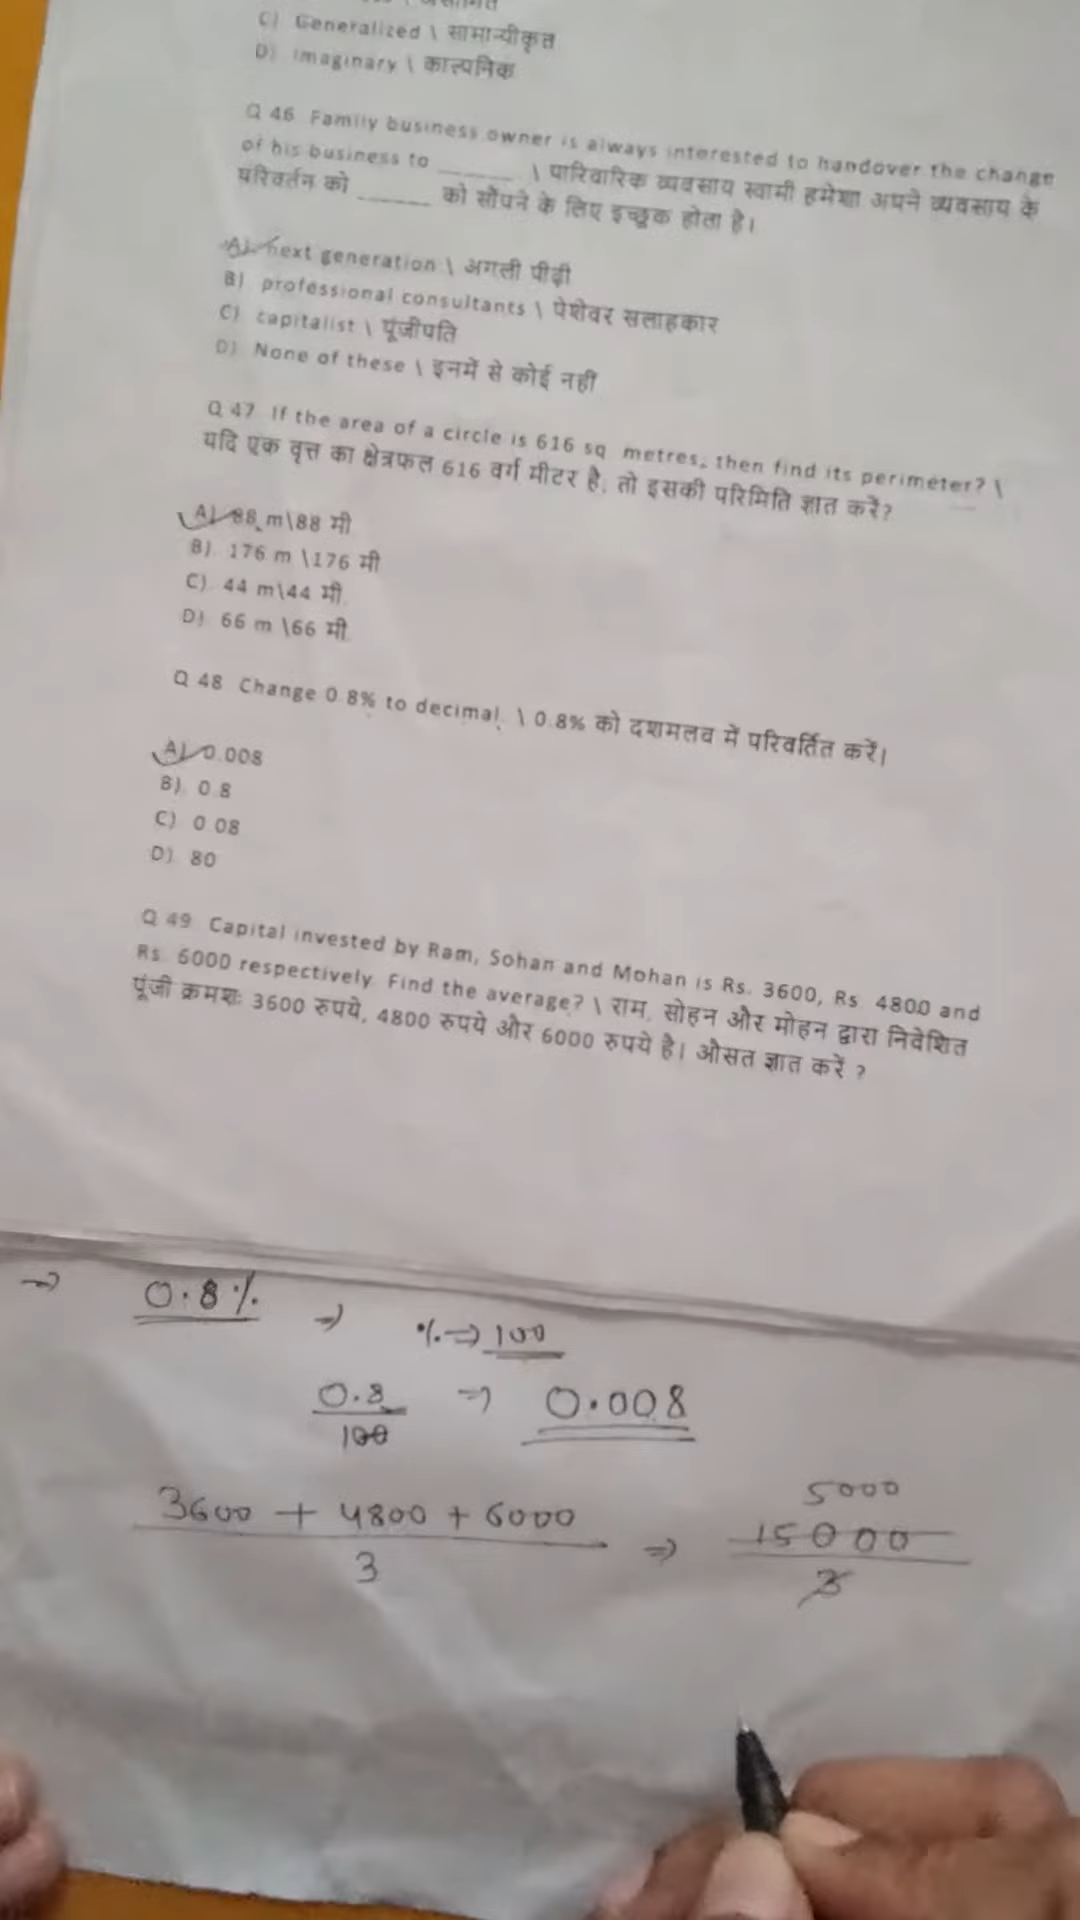 C) Generalized \ सामान्यीकृत
D) Imaginary \ काल्पनिक
Q 46 Family business owner is always interested to handover the change
of his business to ______ \ पारिवारिक व्यवसाय स्वामी हमेशा अपने व्यवसाय के
परिवर्तन को ______ को सौंपने के लिए इच्छुक होता है।
A) next generation \ अगली पीढ़ी
B) professional consultants \ पेशेवर सलाहकार
C) capitalist \ पूंजीपति
D) None of these \ इनमें से कोई नहीं
Q 47 If the area of a circle is 616 sq metres, then find its perimeter? \
यदि एक वृत्त का क्षेत्रफल 616 वर्ग मीटर है, तो इसकी परिमिति ज्ञात करें?
A) 88 m\88 मी
B) 176 m \176 मी
C) 44 m\44 मी.
D) 66 m \66 मी
Q 48 Change 0.8% to decimal. \ 0.8% को दशमलव में परिवर्तित करें।
A) 0.008
B) 0.8
C) 0.08
D) 80
Q 49 Capital invested by Ram, Sohan and Mohan is Rs. 3600, Rs 4800 and
Rs. 6000 respectively. Find the average? \ राम, सोहन और मोहन द्वारा निवेशित
पूंजी क्रमशः 3600 रुपये, 4800 रुपये और 6000 रुपये है। औसत ज्ञात करें ?
⇒ 0.8% ⇒ %⇒100
0.8 ⇒ 0.008
100
5000
3600 + 4800 + 6000 ⇒ 15000
3 3